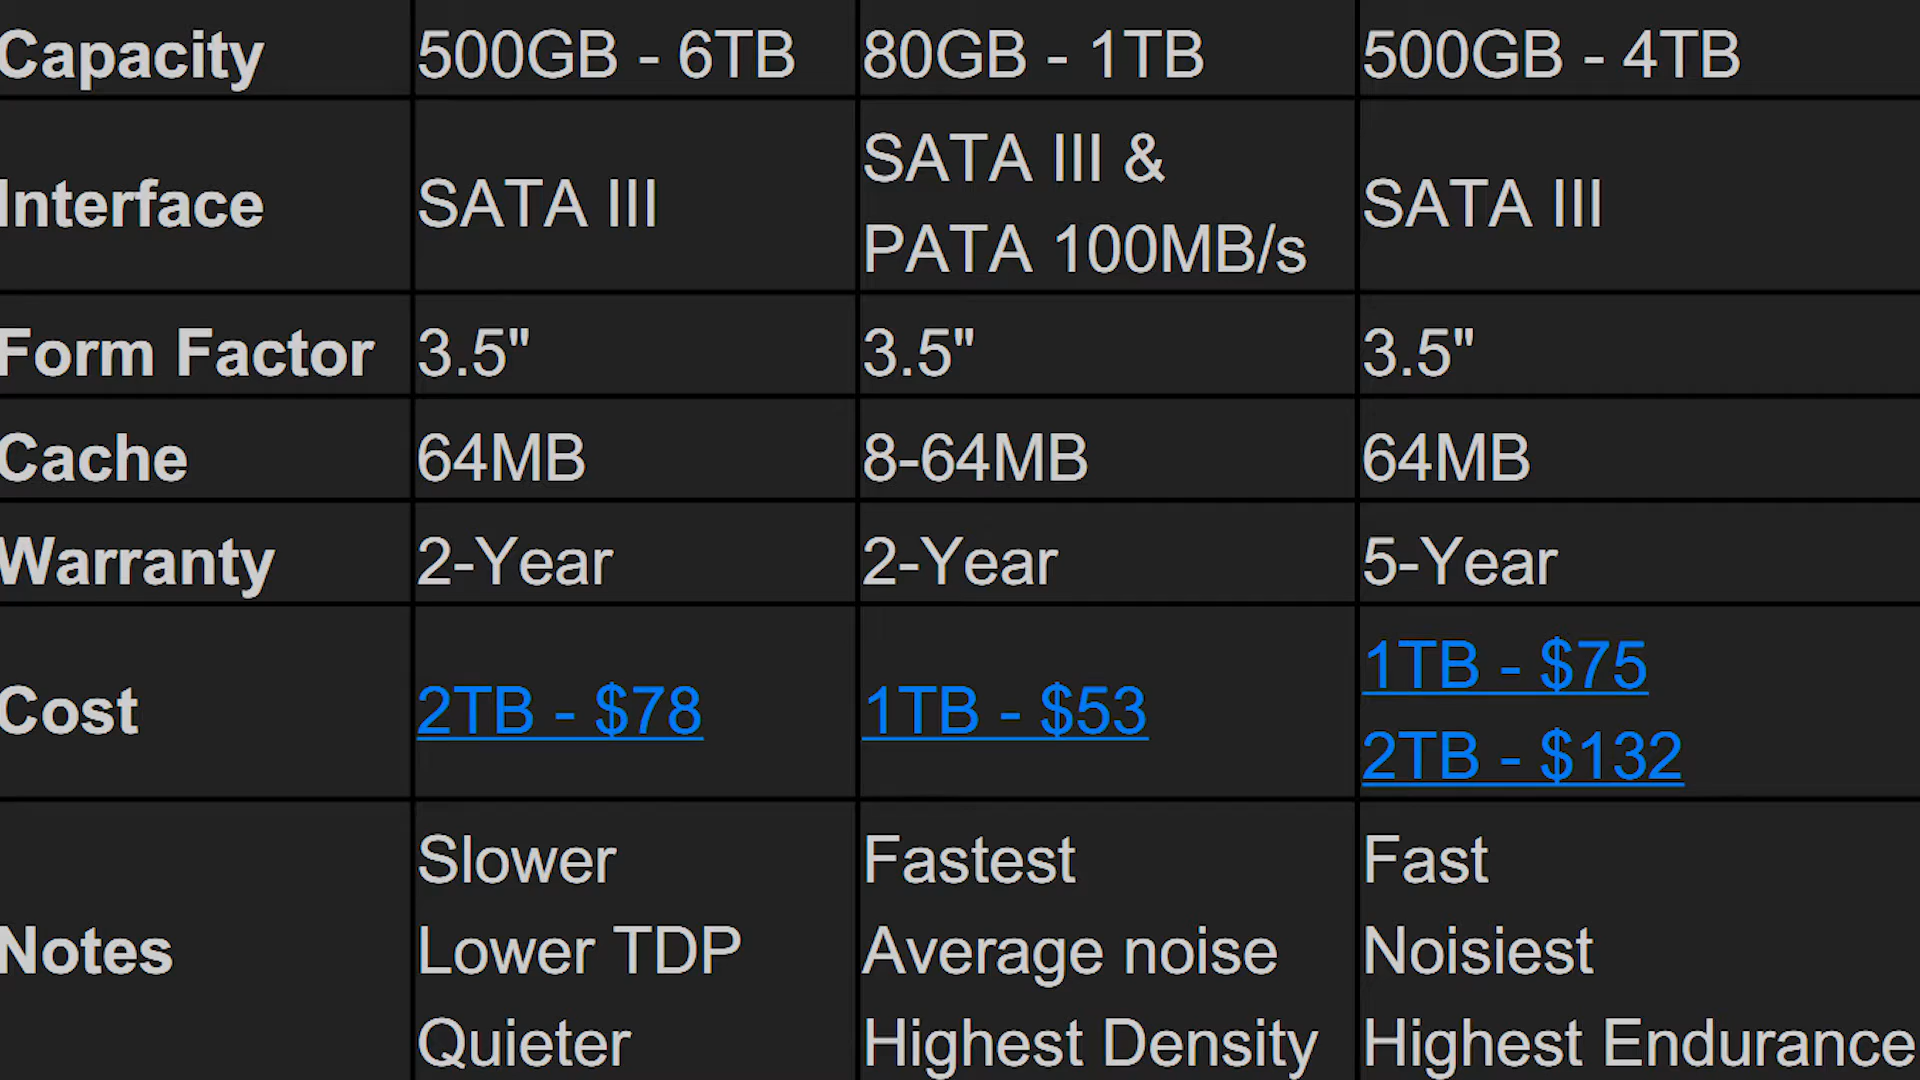 Capacity 500GB - 6TB 80GB - 1TB 500GB - 4TB
Interface SATA III SATA III & SATA III
PATA 100MB/s
Form Factor 3.5" 3.5" 3.5"
Cache 64MB 8-64MB 64MB
Warranty 2-Year 2-Year 5-Year
Cost 2TB - $78 1TB - $53 1TB - $75
2TB - $132
Notes Slower Fastest Fast
Lower TDP Average noise Noisiest
Quieter Highest Density Highest Endurance